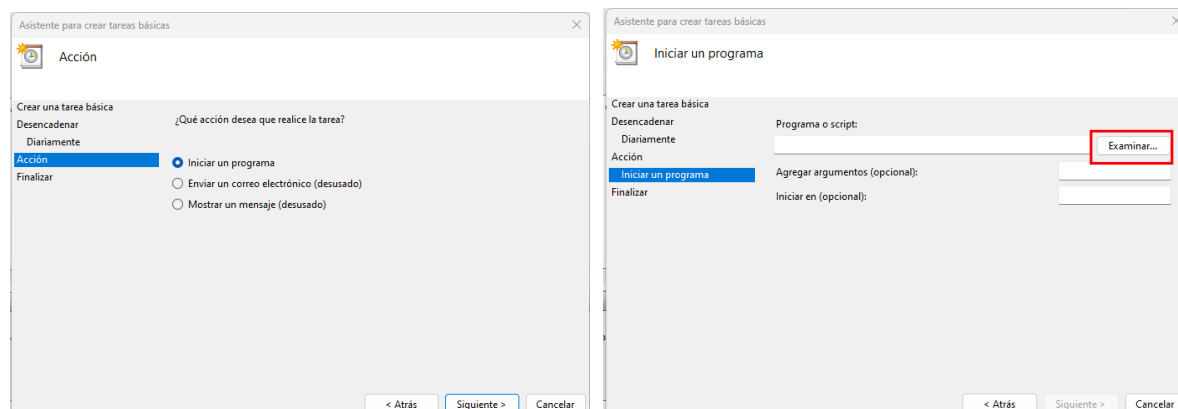 Asistente para crear tareas básicas
Acción
Crear una tarea básica
Desencadenar
Diariamente
Acción
Finalizar
¿Qué acción desea que realice la tarea?
Iniciar un programa
Enviar un correo electrónico (desusado)
Mostrar un mensaje (desusado)
< Atrás
Siguiente >
Cancelar
Asistente para crear tareas básicas
Iniciar un programa
Crear una tarea básica
Desencadenar
Diariamente
Acción
Iniciar un programa
Finalizar
Programa o script:
Examinar...
Agregar argumentos (opcional):
Iniciar en (opcional):
< Atrás
Siguiente >
Cancelar